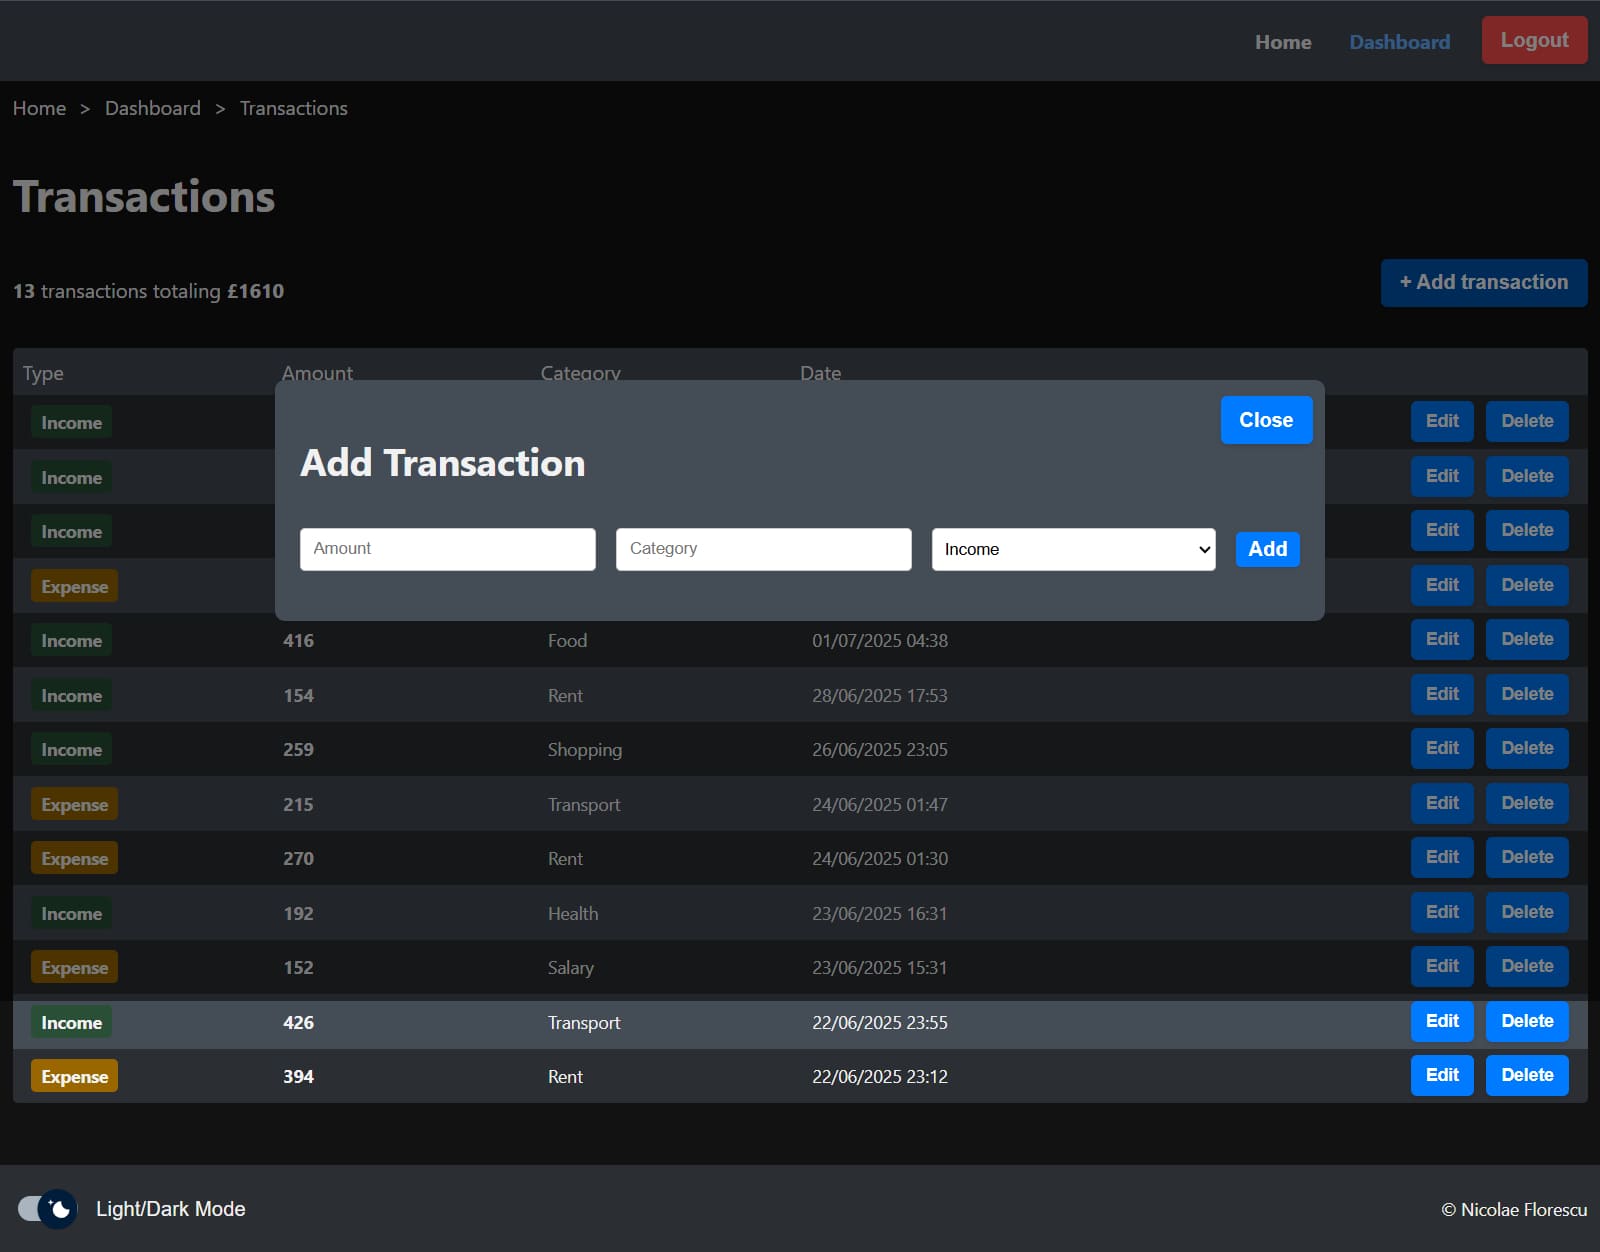 Home Dashboard Logout
Home > Dashboard > Transactions
Transactions
13 transactions totaling £1610
+ Add transaction
Type Amount Category Date
Income Edit Delete
Income Edit Delete
Income Edit Delete
Expense Edit Delete
Close
Add Transaction
Amount Category Income Add
Income 416 Food 01/07/2025 04:38 Edit Delete
Income 154 Rent 28/06/2025 17:53 Edit Delete
Income 259 Shopping 26/06/2025 23:05 Edit Delete
Expense 215 Transport 24/06/2025 01:47 Edit Delete
Expense 270 Rent 24/06/2025 01:30 Edit Delete
Income 192 Health 23/06/2025 16:31 Edit Delete
Expense 152 Salary 23/06/2025 15:31 Edit Delete
Income 426 Transport 22/06/2025 23:55 Edit Delete
Expense 394 Rent 22/06/2025 23:12 Edit Delete
Light/Dark Mode
© Nicolae Florescu